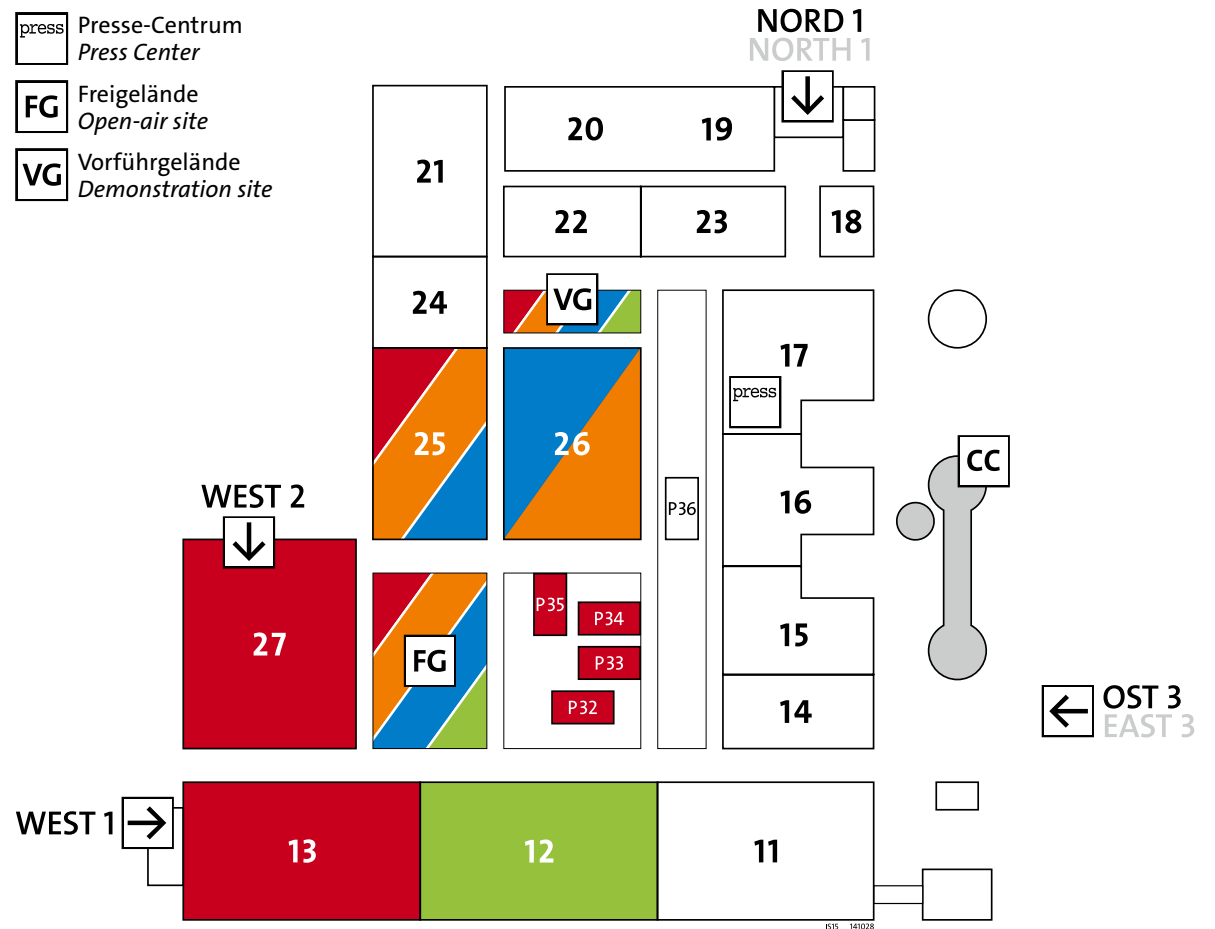 press Presse-Centrum
Press Center
FG Freigelände
Open-air site
VG Vorführgelände
Demonstration site
NORD 1
NORTH 1
20 19
21
22 23 18
24 VG
17
press
25 26
CC
WEST 2
16
P36
P35
P34
27 FG
P33
15
P32
14
OST 3
EAST 3
WEST 1
13 12 11
IS15 141028